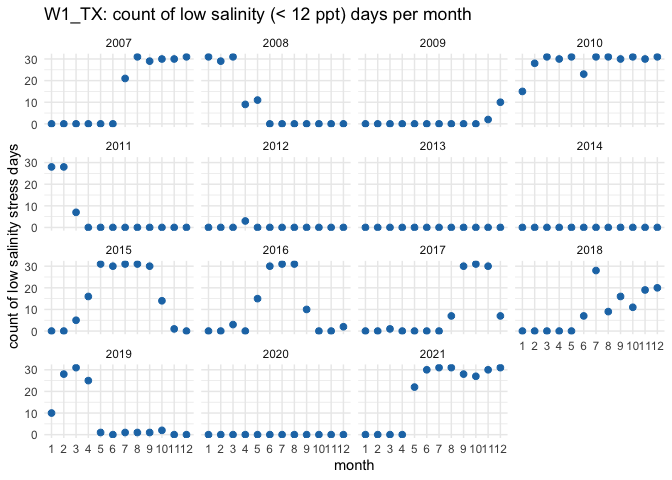 W1_TX: count of low salinity (< 12 ppt) days per month
2007 2008 2009 2010
30
20
10
0
2011 2012 2013 2014
30
20
10
0
2015 2016 2017 2018
30
20
10
0
1 2 3 4 5 6 7 8 9 10 11 12
2019 2020 2021
30
20
10
0
1 2 3 4 5 6 7 8 9 10 11 12 1 2 3 4 5 6 7 8 9 10 11 12 1 2 3 4 5 6 7 8 9 10 11 12
month
count of low salinity stress days